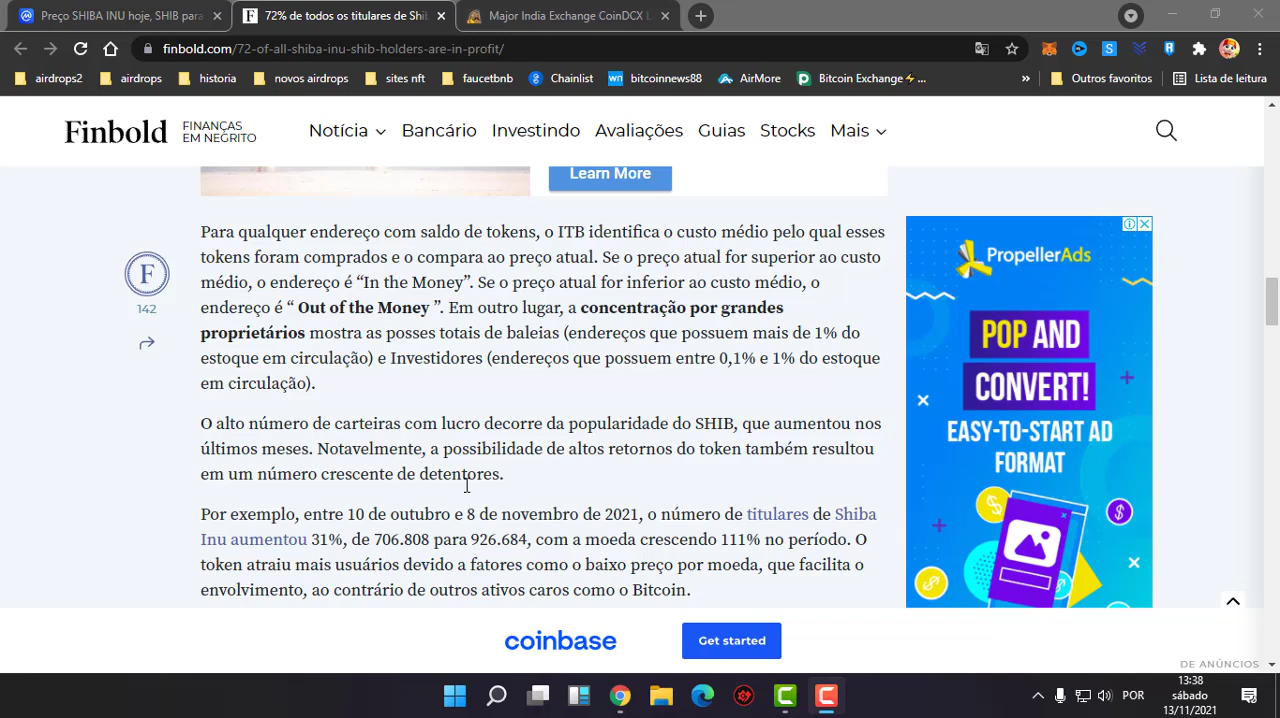 Preço SHIBA INU hoje, SHIB para
72% de todos os titulares de Shi
Major India Exchange CoinDCX L
finbold.com/72-of-all-shiba-inu-shib-holders-are-in-profit/
airdrops2
airdrops
historia
novos airdrops
sites nft
faucetbnb
Chainlist
bitcoinnews88
AirMore
Bitcoin Exchange⚡...
»
Outros favoritos
Lista de leitura
Finbold
FINANÇAS
EM NEGRITO
Notícia
Bancário
Investindo
Avaliações
Guias
Stocks
Mais
Learn More
Para qualquer endereço com saldo de tokens, o ITB identifica o custo médio pelo qual esses
tokens foram comprados e o compara ao preço atual. Se o preço atual for superior ao custo
médio, o endereço é “In the Money”. Se o preço atual for inferior ao custo médio, o
endereço é “ Out of the Money ”. Em outro lugar, a concentração por grandes
proprietários mostra as posses totais de baleias (endereços que possuem mais de 1% do
estoque em circulação) e Investidores (endereços que possuem entre 0,1% e 1% do estoque
em circulação).
F
142
O alto número de carteiras com lucro decorre da popularidade do SHIB, que aumentou nos
últimos meses. Notavelmente, a possibilidade de altos retornos do token também resultou
em um número crescente de detentores.
Por exemplo, entre 10 de outubro e 8 de novembro de 2021, o número de titulares de Shiba
Inu aumentou 31%, de 706.808 para 926.684, com a moeda crescendo 111% no período. O
token atraiu mais usuários devido a fatores como o baixo preço por moeda, que facilita o
envolvimento, ao contrário de outros ativos caros como o Bitcoin.
PropellerAds
POP AND
CONVERT!
EASY-TO-START AD
FORMAT
coinbase
Get started
DE ANÚNCIOS
POR
13:38
sábado
13/11/2021